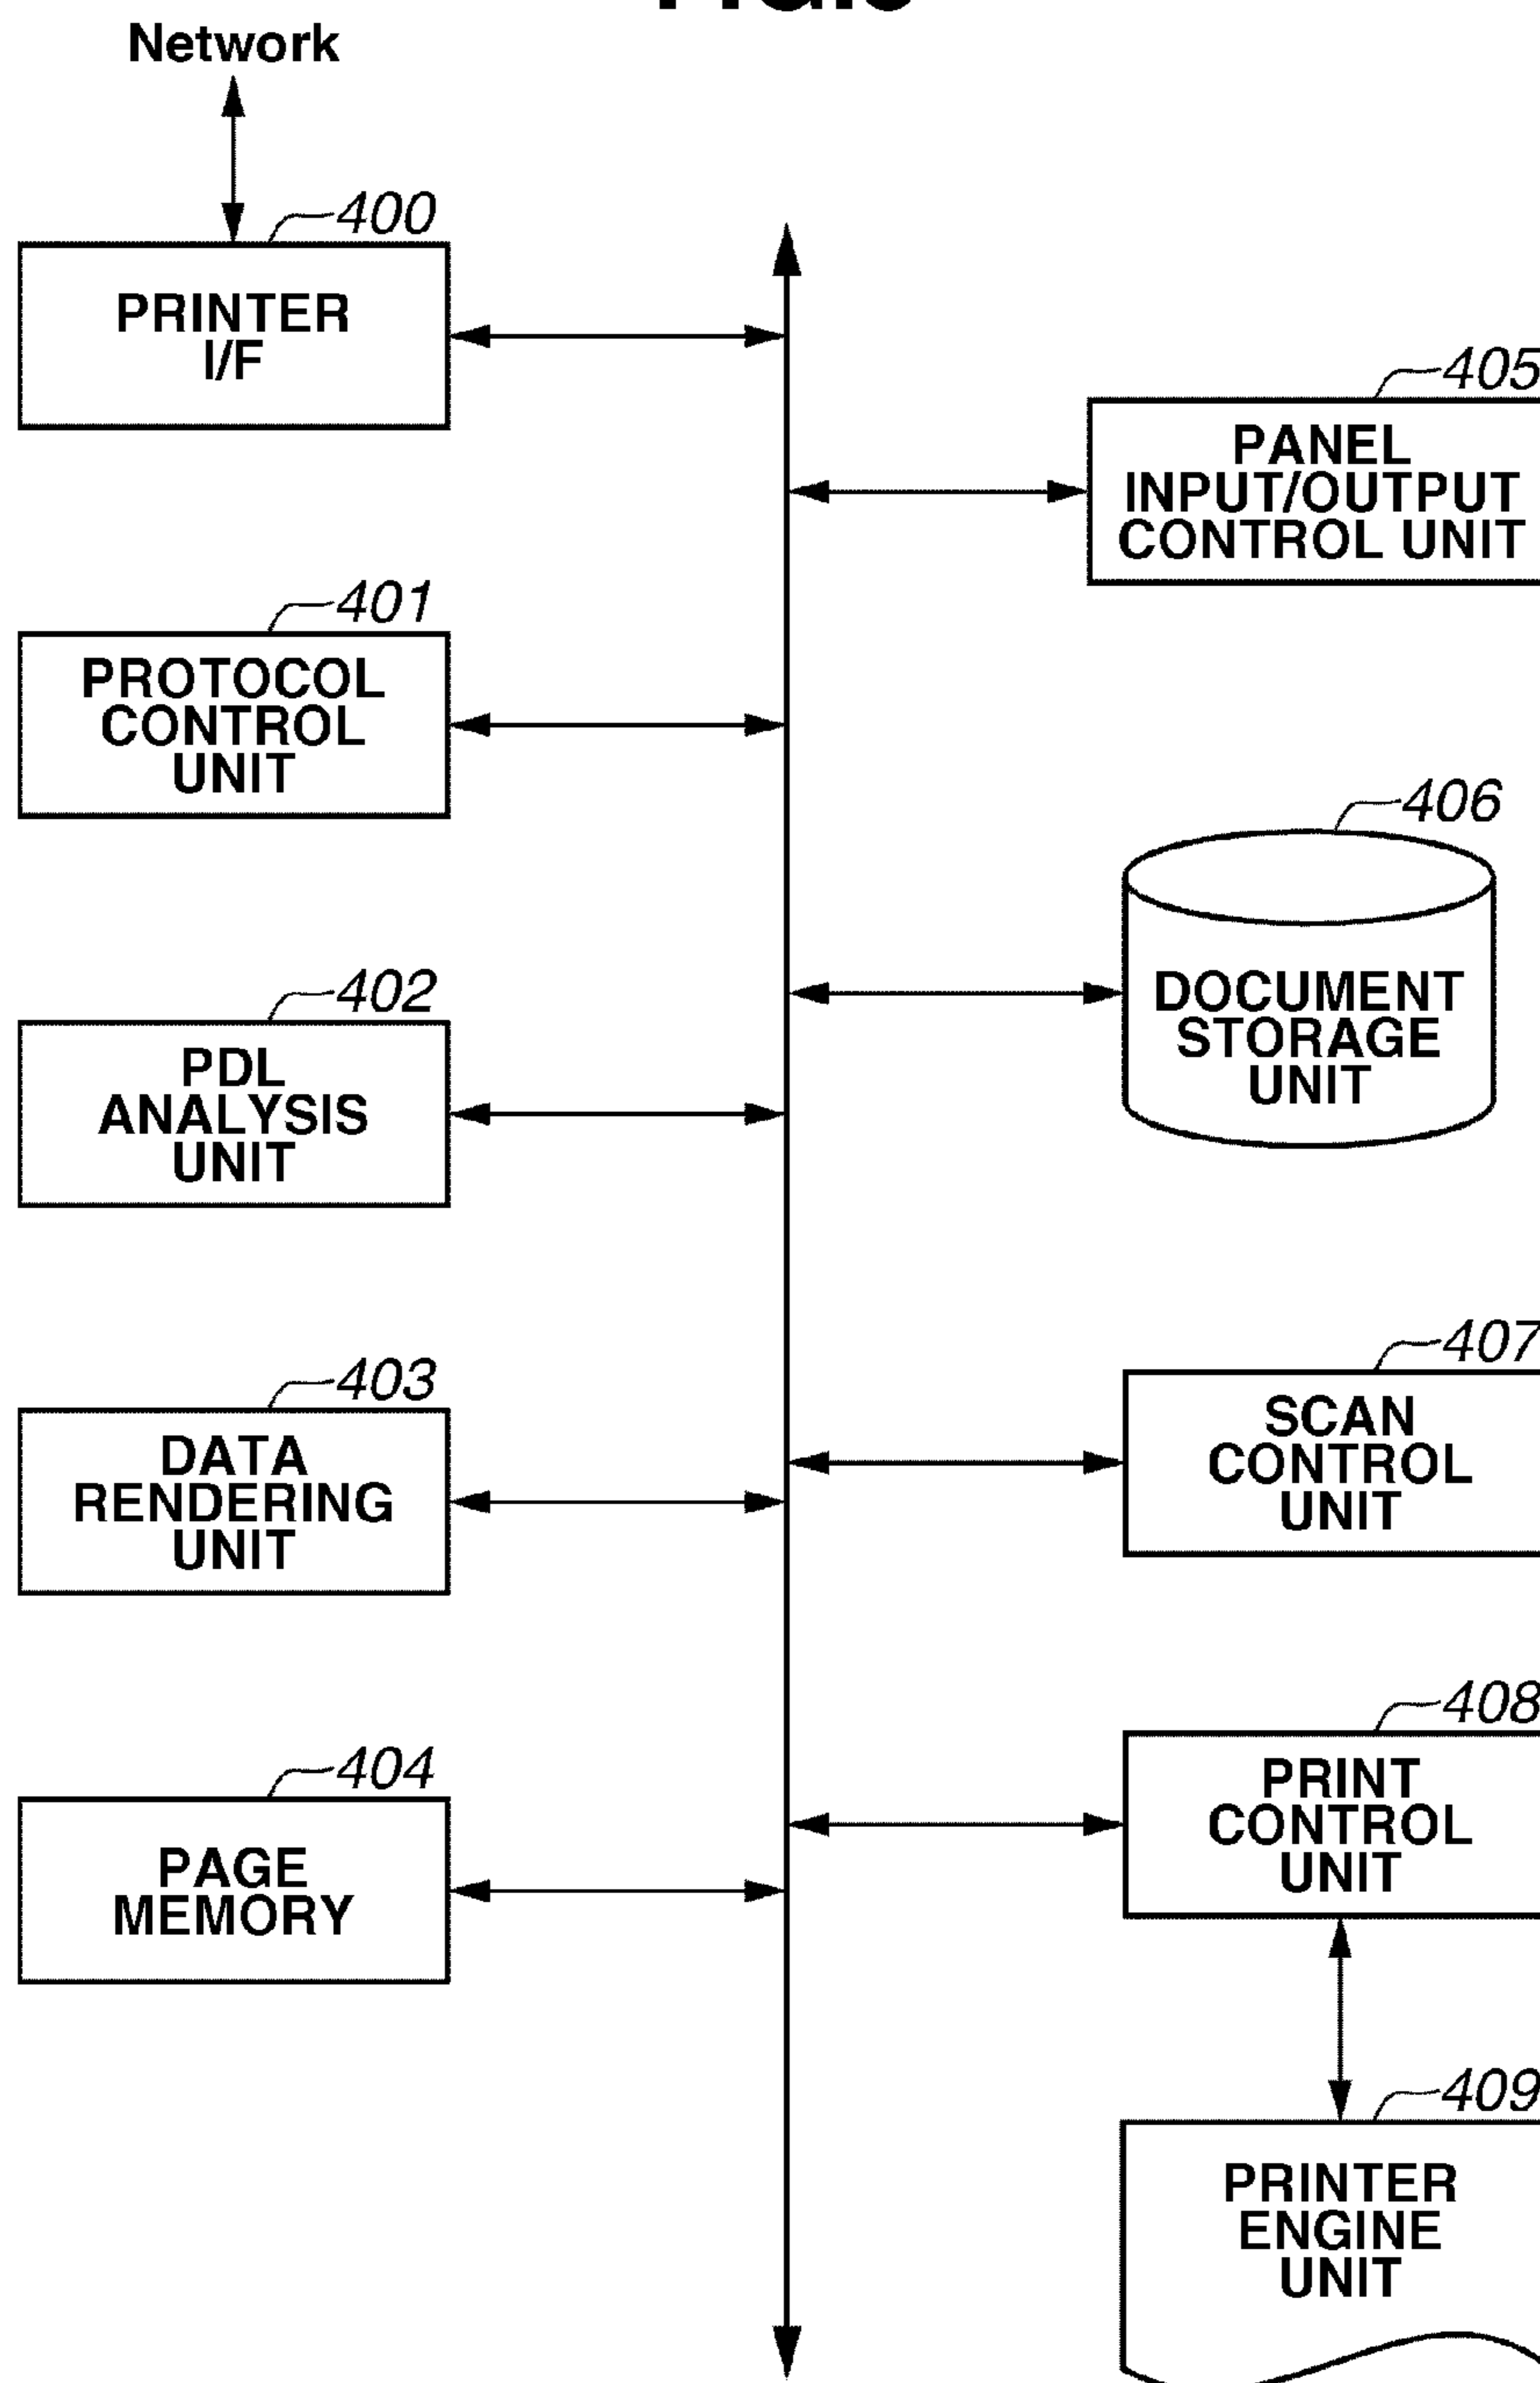 Network
400
PRINTER
I/F
405
PANEL
INPUT/OUTPUT
CONTROL UNIT
401
PROTOCOL
CONTROL
UNIT
406
DOCUMENT
STORAGE
UNIT
402
PDL
ANALYSIS
UNIT
407
SCAN
CONTROL
UNIT
403
DATA
RENDERING
UNIT
408
PRINT
CONTROL
UNIT
404
PAGE
MEMORY
409
PRINTER
ENGINE
UNIT